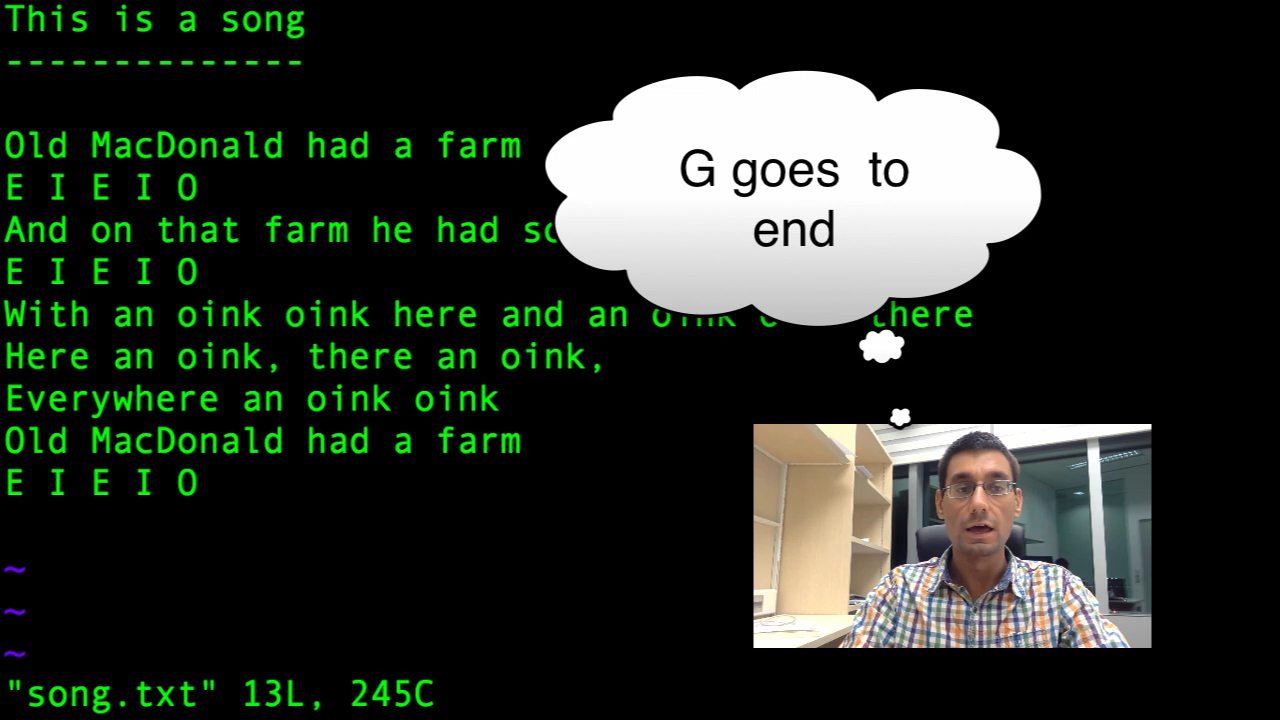 This is a song
--------------
Old MacDonald had a farm
E I E I O
And on that farm he had
E I E I O
With an oink oink here and an oink there
Here an oink, there an oink,
Everywhere an oink oink
Old MacDonald had a farm
E I E I O
~
~
~
"song.txt" 13L, 245C
G goes to
end